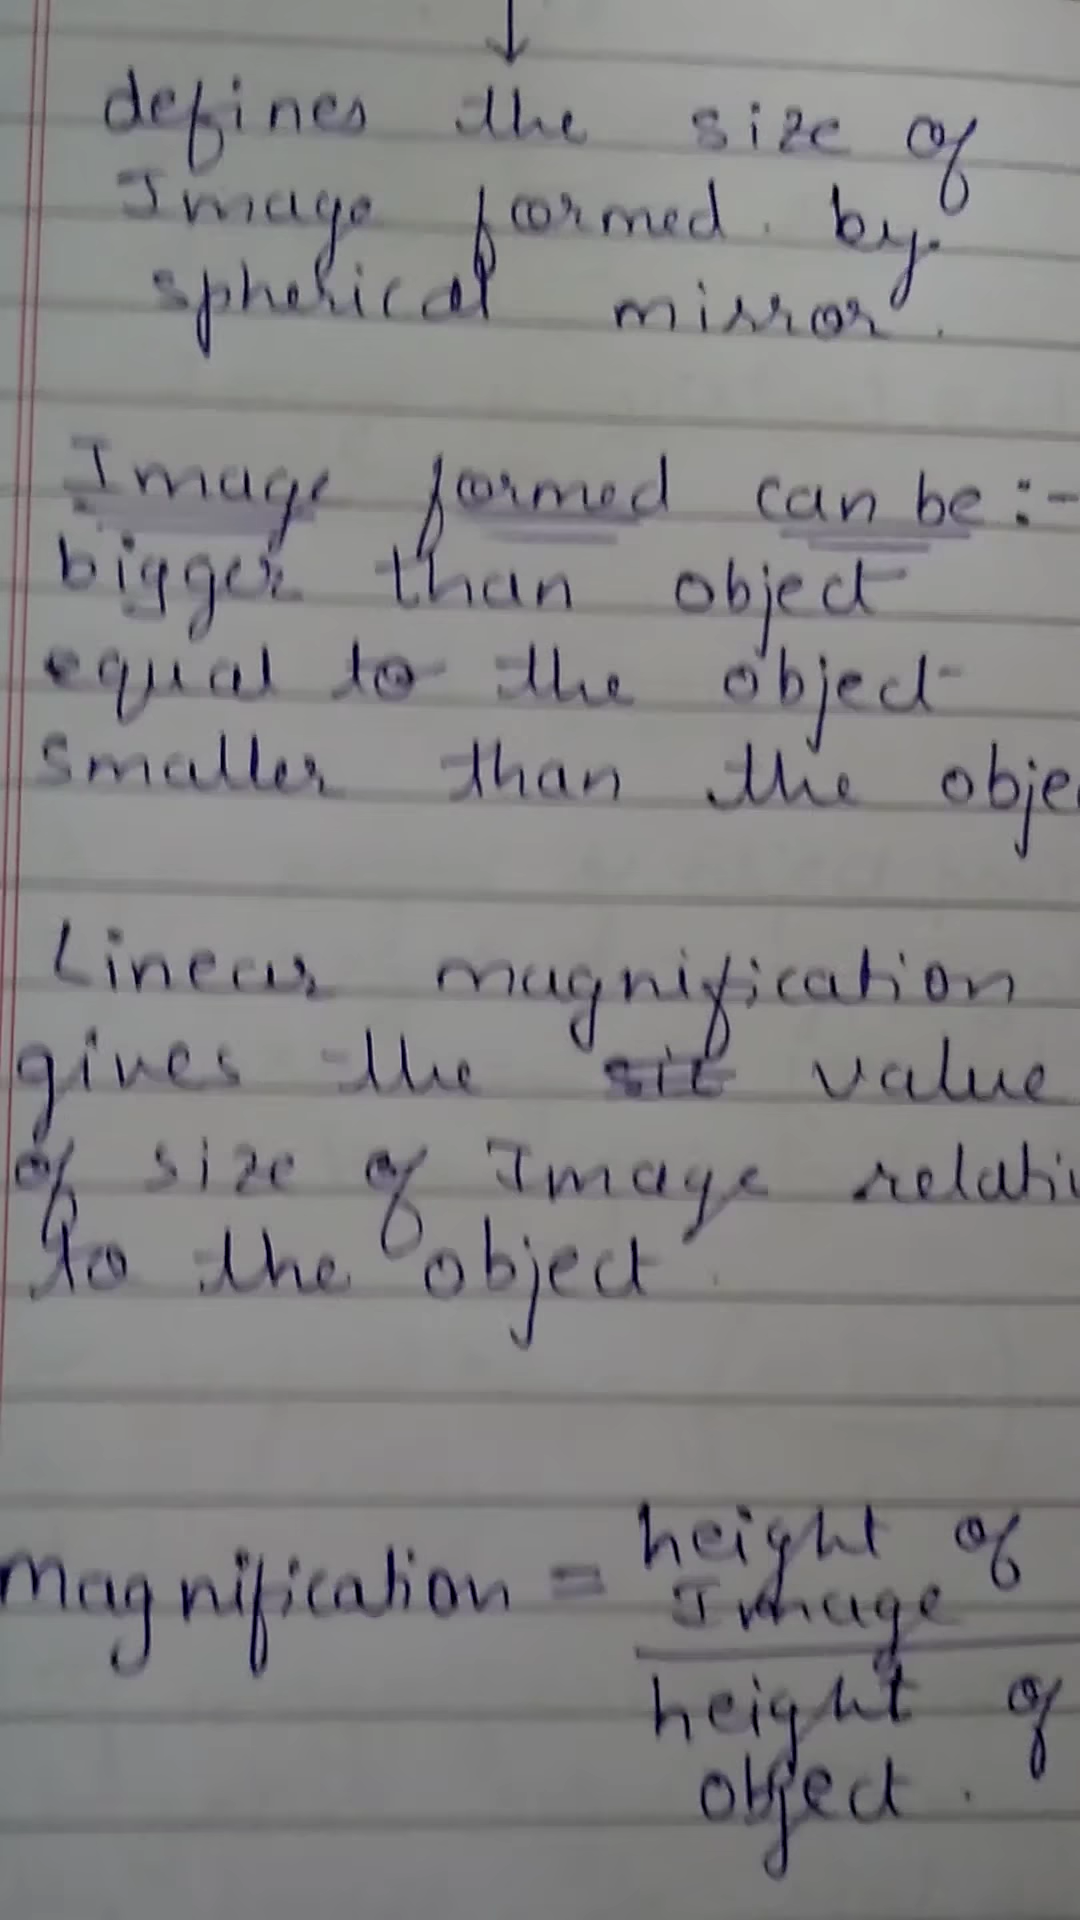 ↓
defines the size of
Image formed by
spherical mirror.
Image formed can be :-
bigger than object
equal to the object
smaller than the obje
Linear magnification
gives the value
of size of Image relati
to the object.
Magnification = height of
Image
height of
object.